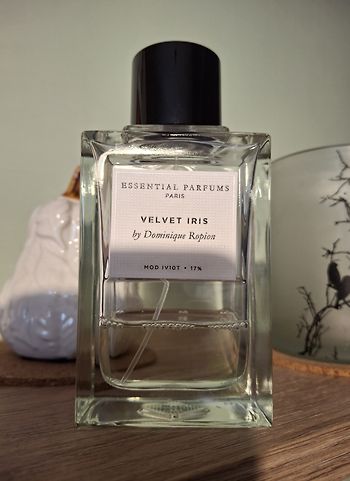 ESSENTIAL PARFUMS
PARIS
VELVET IRIS
by Dominique Ropion
MOD IVIOT • 17%